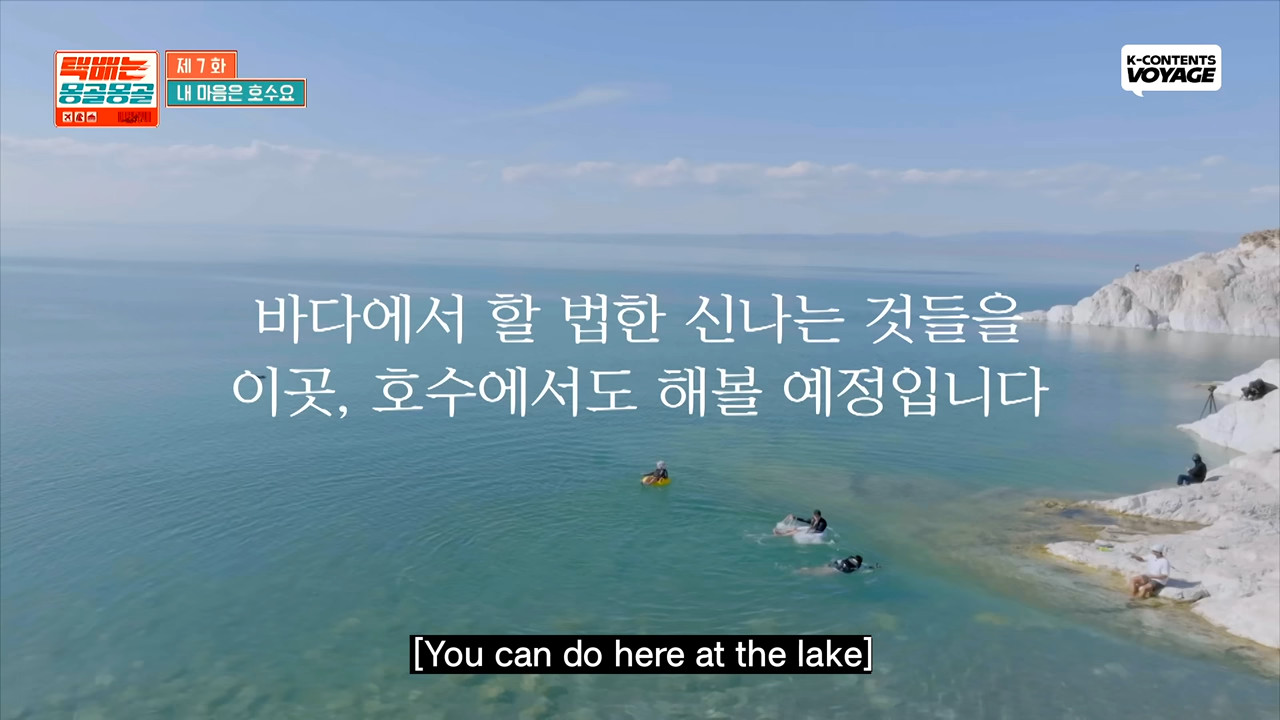 택배는
몽골몽골
제 7 화
내 마음은 호수요
K-CONTENTS
VOYAGE
바다에서 할 법한 신나는 것들을
이곳, 호수에서도 해볼 예정입니다
[You can do here at the lake]